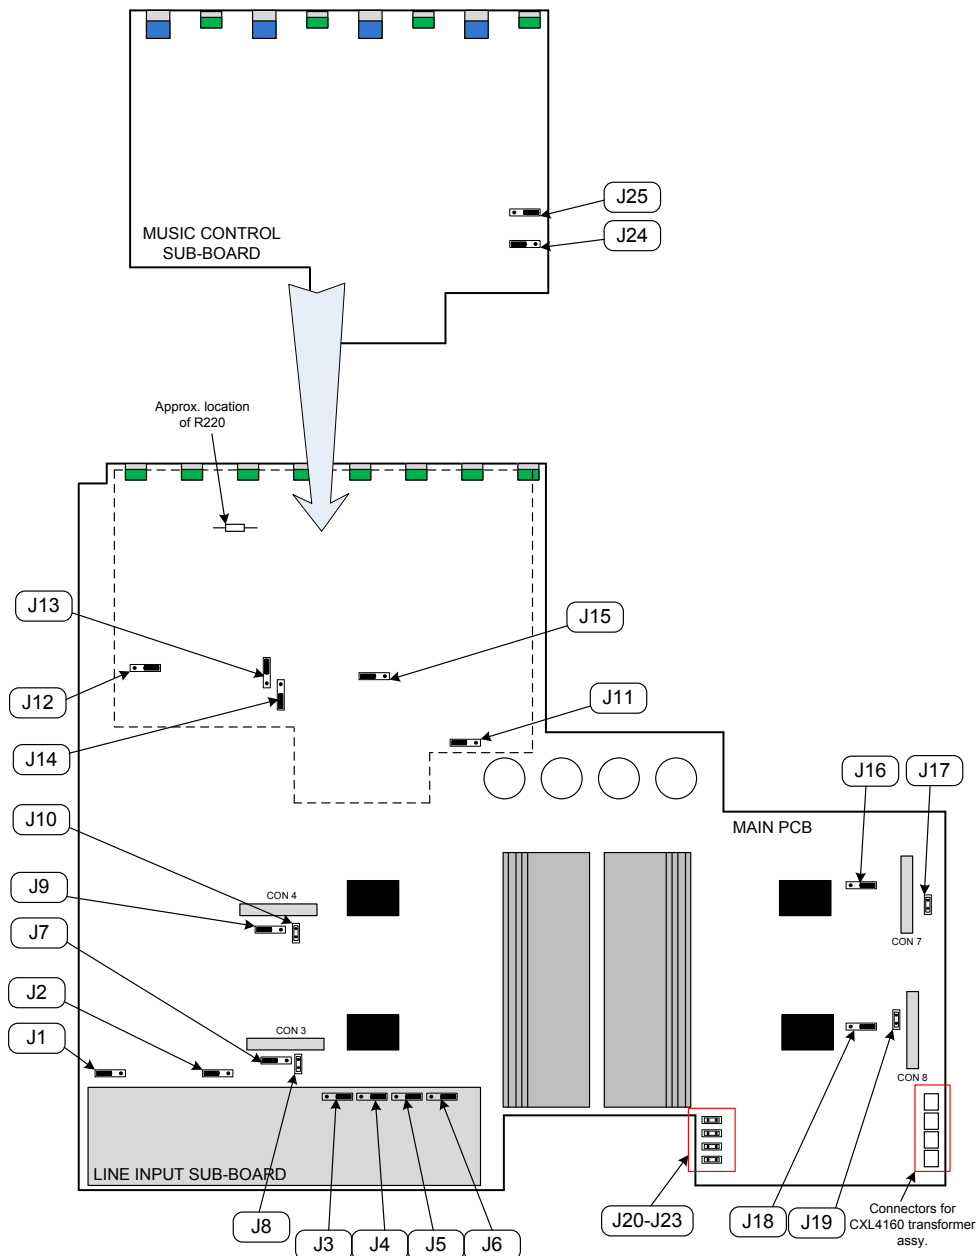 J25
J24
MUSIC CONTROL
SUB-BOARD
Approx. location
of R220
J13
J15
J12
J11
J14
J16
J17
J10
MAIN PCB
J9
CON 4
J7
CON 7
J2
CON 3
J1
CON 8
LINE INPUT SUB-BOARD
J8
J3
J4
J5
J6
J20-J23
J18
J19
Connectors for
CXL4160 transformer
assy.